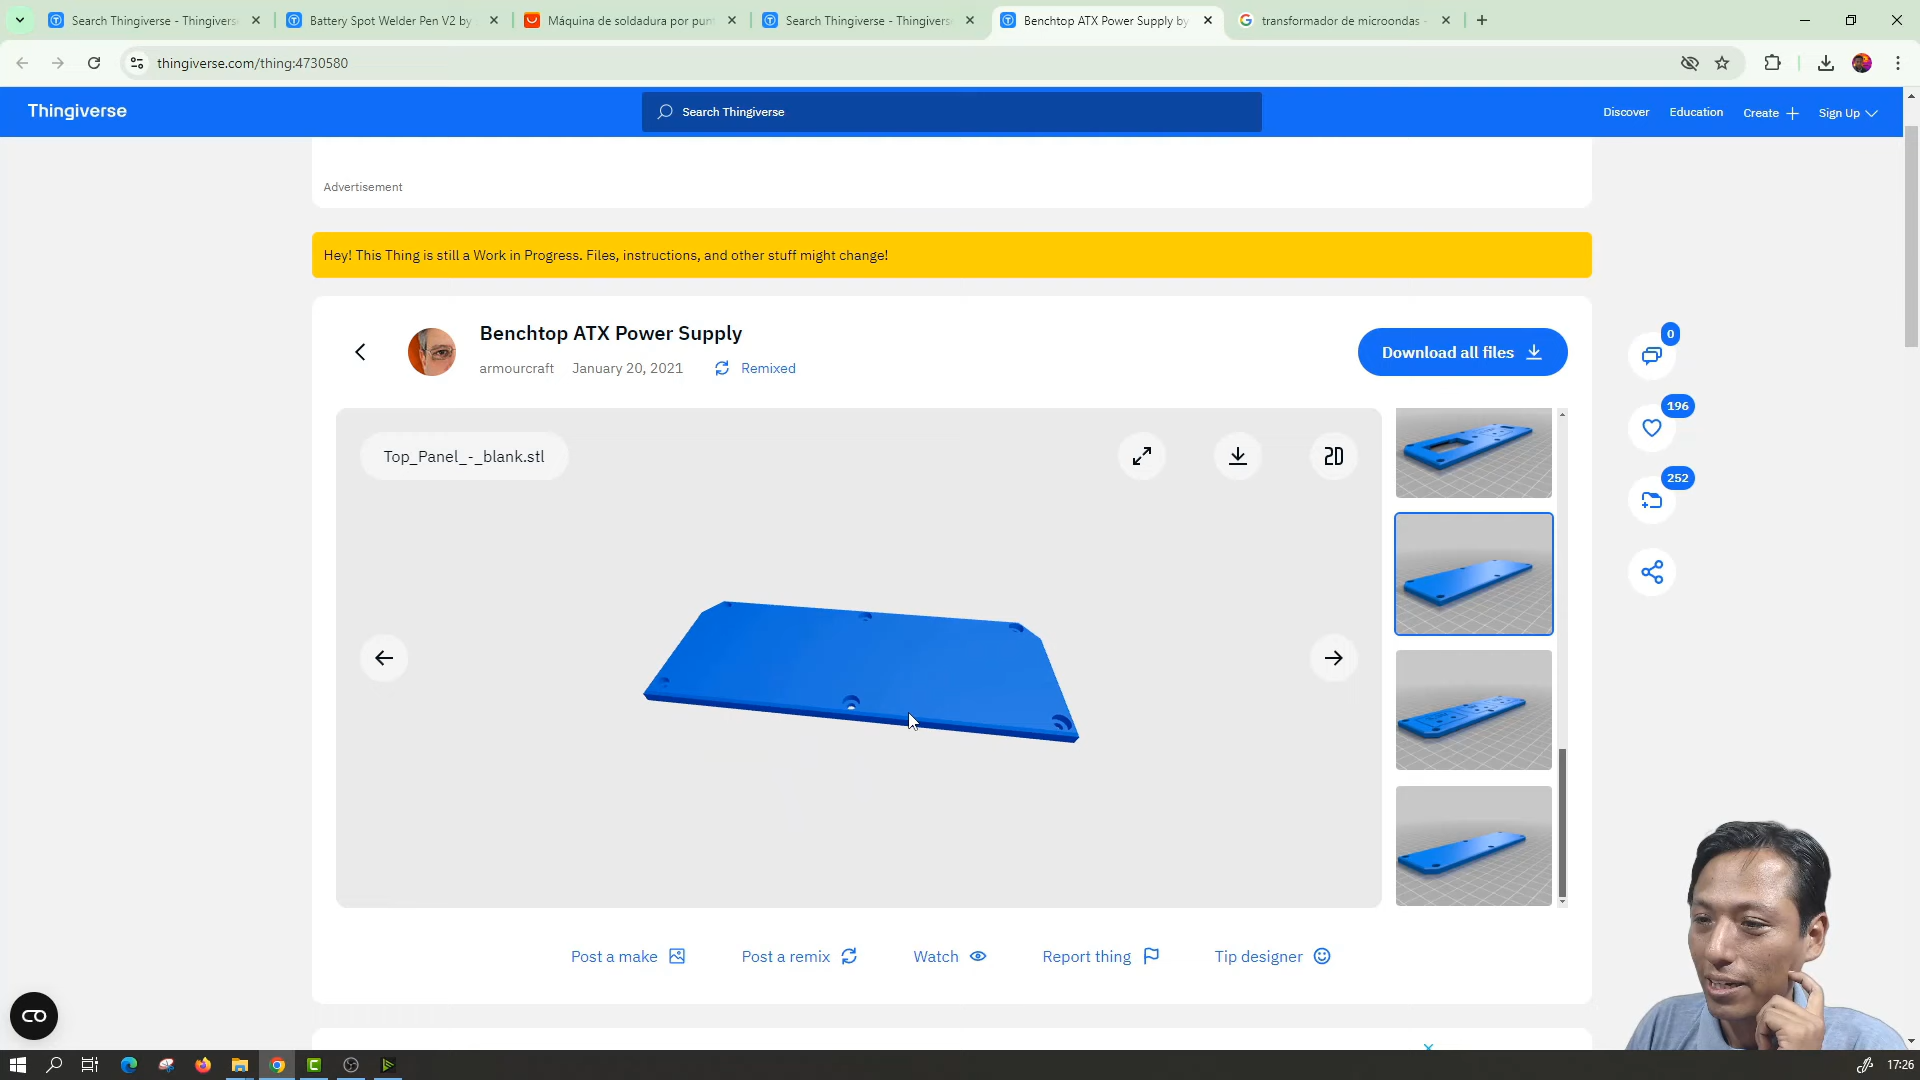 Search Thingiverse - Thingivers
Battery Spot Welder Pen V2 by
Máquina de soldadura por pun
Search Thingiverse - Thingivers
Benchtop ATX Power Supply by
transformador de microondas -
thingiverse.com/thing:4730580
Thingiverse
Search Thingiverse
Discover
Education
Create
Sign Up
Advertisement
Hey! This Thing is still a Work in Progress. Files, instructions, and other stuff might change!
Benchtop ATX Power Supply
armourcraft January 20, 2021 Remixed
Download all files
0
196
252
Top_Panel_-_blank.stl
2D
Post a make
Post a remix
Watch
Report thing
Tip designer
17:26